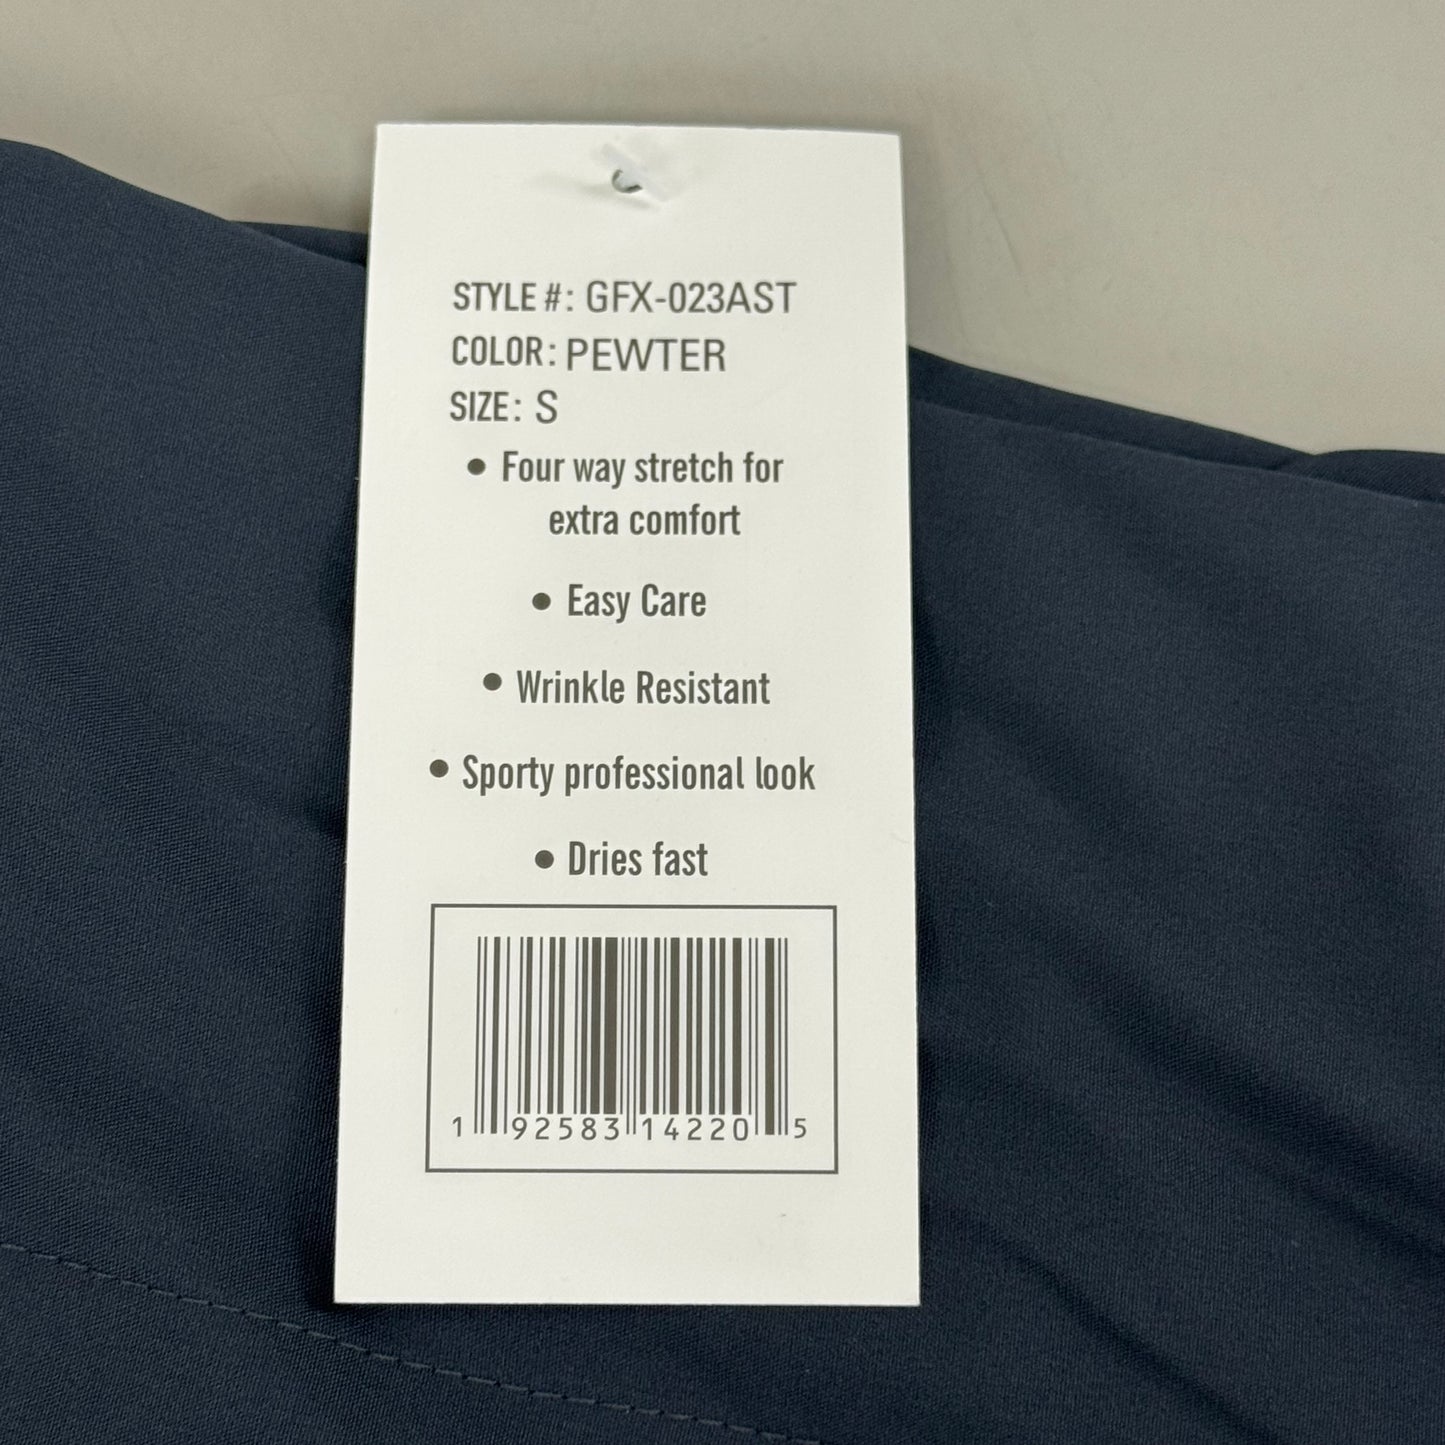 STYLE #: GFX-023AST
COLOR: PEWTER
SIZE: S
• Four way stretch for
extra comfort
• Easy Care
• Wrinkle Resistant
• Sporty professional look
• Dries fast
1 92583 14220 5